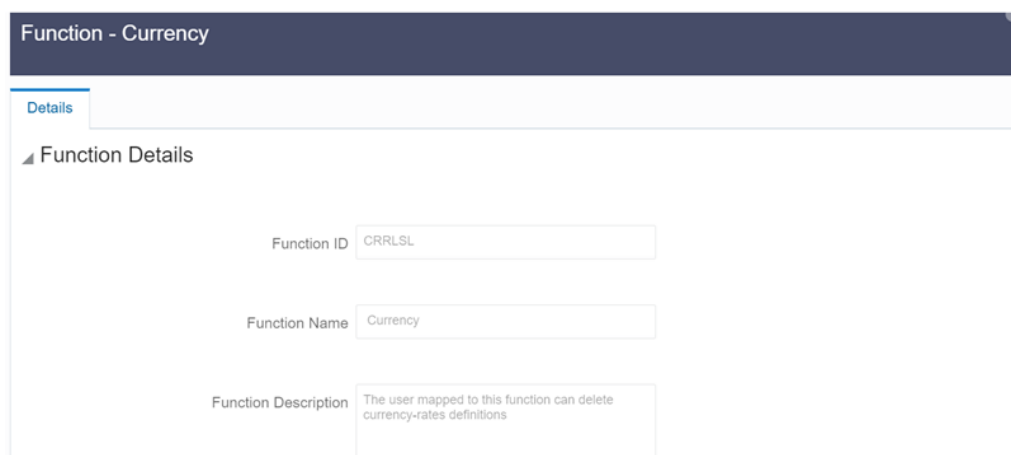 Function - Currency
Details
Function Details
Function ID CRRLSL
Function Name Currency
Function Description The user mapped to this function can delete
currency-rates definitions